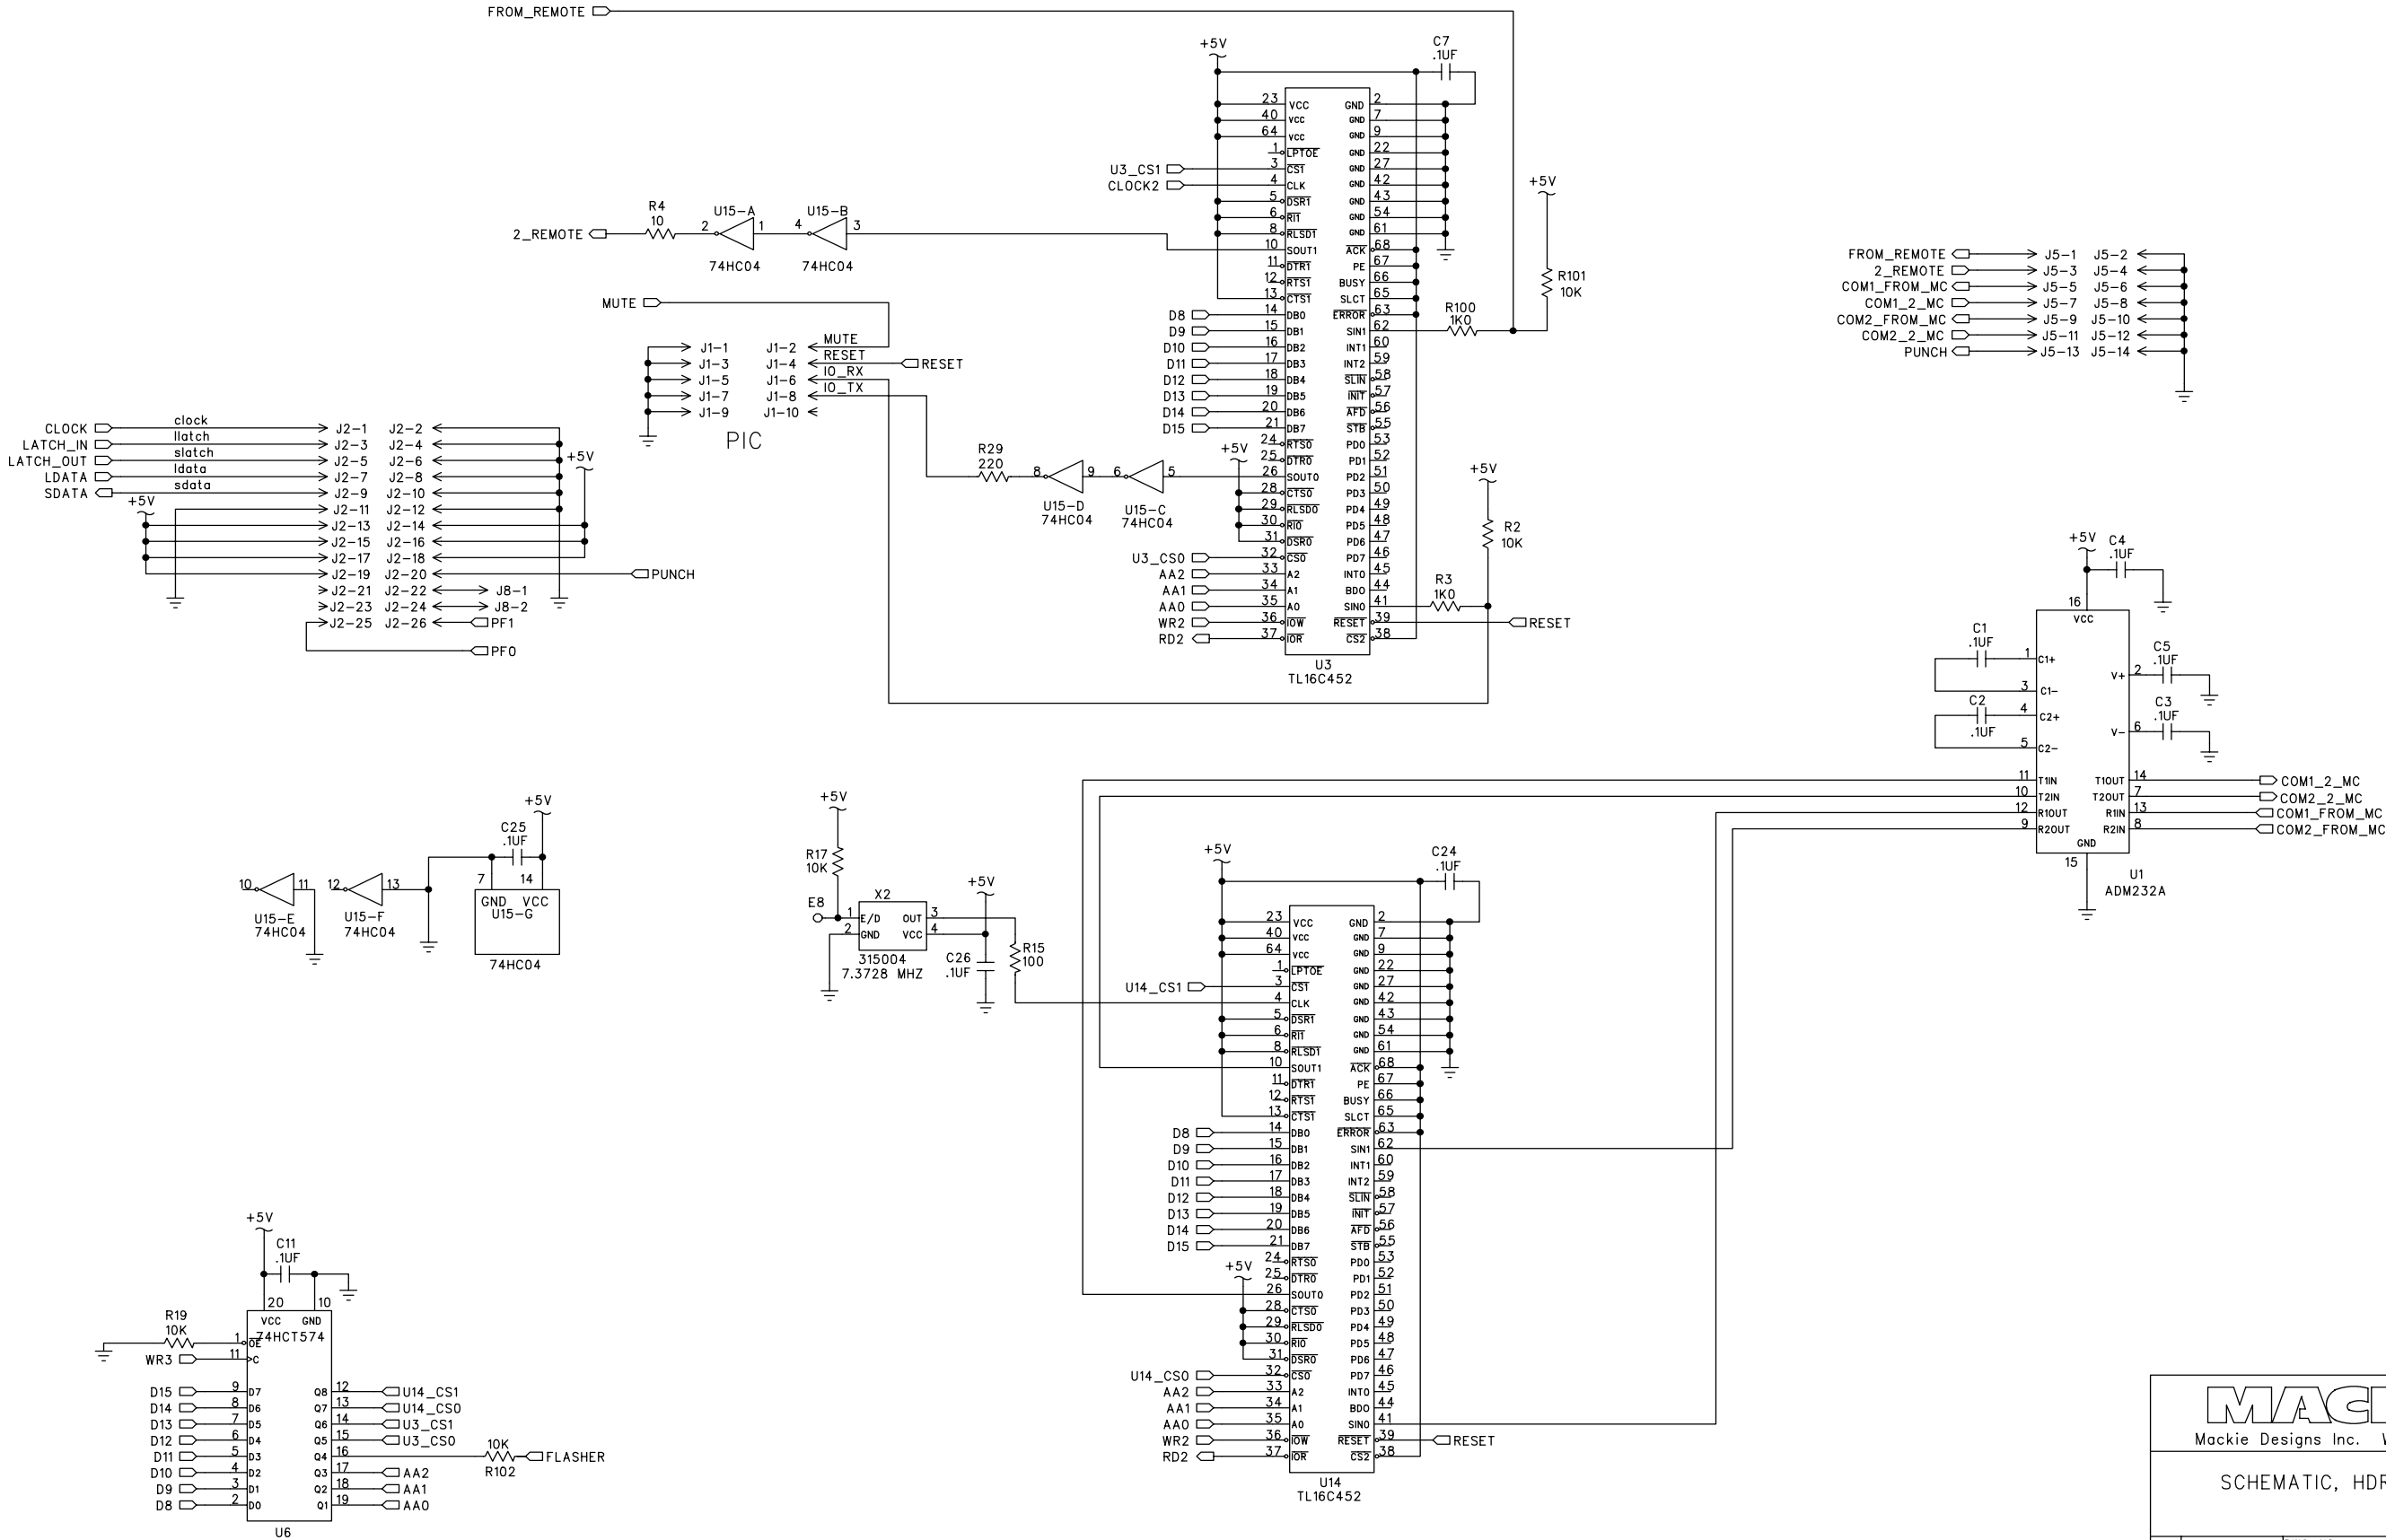 FROM_REMOTE
+5V
C7
.1UF
23 VCC GND 2
40 VCC GND 7
64 VCC GND 9
1 LPTOE GND 22
U3_CS1 3 CS1 GND 27
CLOCK2 4 CLK GND 42
5 DSR1 GND 43
6 RI1 GND 54
8 RLSD1 GND 61
10 SOUT1 ACK 68
11 DTR1 PE 67
12 RTS1 BUSY 66
13 CTS1 SLCT 65
D8 14 DB0 ERROR 63
D9 15 DB1 SIN1 62
D10 16 DB2 INT1 60
D11 17 DB3 INT2 59
D12 18 DB4 SLIN 58
D13 19 DB5 INIT 57
D14 20 DB6 AFD 56
D15 21 DB7 STB 55
24 RTS0 PD0 53
25 DTR0 PD1 52
26 SOUT0 PD2 51
28 CTS0 PD3 50
29 RLSD0 PD4 49
30 RI0 PD5 48
31 DSR0 PD6 47
U3_CS0 32 CS0 PD7 46
AA2 33 A2 INT0 45
AA1 34 A1 BDO 44
AA0 35 A0 SIN0 41
WR2 36 IOW RESET 39 RESET
RD2 37 IOR CS2 38
U3
TL16C452
+5V
+5V
R101
10K
R100
1K0
+5V
R2
10K
R3
1K0
2_REMOTE
R4
10
2 U15-A 1
74HC04
4 U15-B 3
74HC04
MUTE
J1-1 J1-2 MUTE
J1-3 J1-4 RESET RESET
J1-5 J1-6 IO_RX
J1-7 J1-8 IO_TX
J1-9 J1-10
PIC
R29
220
8 9
U15-D
74HC04
6 5
U15-C
74HC04
CLOCK clock J2-1 J2-2
LATCH_IN llatch J2-3 J2-4
LATCH_OUT slatch J2-5 J2-6
LDATA ldata J2-7 J2-8
SDATA sdata J2-9 J2-10
+5V
+5V
J2-11 J2-12
J2-13 J2-14
J2-15 J2-16
J2-17 J2-18
J2-19 J2-20 PUNCH
J2-21 J2-22 J8-1
J2-23 J2-24 J8-2
J2-25 J2-26 PF1
PF0
FROM_REMOTE J5-1 J5-2
2_REMOTE J5-3 J5-4
COM1_FROM_MC J5-5 J5-6
COM1_2_MC J5-7 J5-8
COM2_FROM_MC J5-9 J5-10
COM2_2_MC J5-11 J5-12
PUNCH J5-13 J5-14
+5V
C4
.1UF
16
VCC
C1
.1UF
1 C1+
3 C1-
C2
.1UF
4 C2+
5 C2-
C5
.1UF
V+ 2
C3
.1UF
V- 6
11 T1IN T1OUT 14 COM1_2_MC
10 T2IN T2OUT 7 COM2_2_MC
12 R1OUT R1IN 13 COM1_FROM_MC
9 R2OUT R2IN 8 COM2_FROM_MC
GND
15
U1
ADM232A
10 11
U15-E
74HC04
12 13
U15-F
74HC04
+5V
C25
.1UF
7 14
GND VCC
U15-G
74HC04
+5V
R17
10K
E8
X2
1 E/D OUT 3
2 GND VCC 4
315004
7.3728 MHZ
+5V
C26
.1UF
R15
100
+5V
C24
.1UF
23 VCC GND 2
40 VCC GND 7
64 VCC GND 9
1 LPTOE GND 22
U14_CS1 3 CS1 GND 27
4 CLK GND 42
5 DSR1 GND 43
6 RI1 GND 54
8 RLSD1 GND 61
10 SOUT1 ACK 68
11 DTR1 PE 67
12 RTS1 BUSY 66
13 CTS1 SLCT 65
D8 14 DB0 ERROR 63
D9 15 DB1 SIN1 62
D10 16 DB2 INT1 60
D11 17 DB3 INT2 59
D12 18 DB4 SLIN 58
D13 19 DB5 INIT 57
D14 20 DB6 AFD 56
D15 21 DB7 STB 55
+5V
24 RTS0 PD0 53
25 DTR0 PD1 52
26 SOUT0 PD2 51
28 CTS0 PD3 50
29 RLSD0 PD4 49
30 RI0 PD5 48
31 DSR0 PD6 47
U14_CS0 32 CS0 PD7 46
AA2 33 A2 INT0 45
AA1 34 A1 BDO 44
AA0 35 A0 SIN0 41
WR2 36 IOW RESET 39 RESET
RD2 37 IOR CS2 38
U14
TL16C452
+5V
C11
.1UF
20 10
VCC GND
74HCT574
R19
10K
1 OE
WR3 11 C
D15 9 D7 Q8 12 U14_CS1
D14 8 D6 Q7 13 U14_CS0
D13 7 D5 Q6 14 U3_CS1
D12 6 D4 Q5 15 U3_CS0
D11 5 D3 Q4 16 10K R102 FLASHER
D10 4 D2 Q3 17 AA2
D9 3 D1 Q2 18 AA1
D8 2 D0 Q1 19 AA0
U6
MAC
Mackie Designs Inc.
SCHEMATIC, HDR